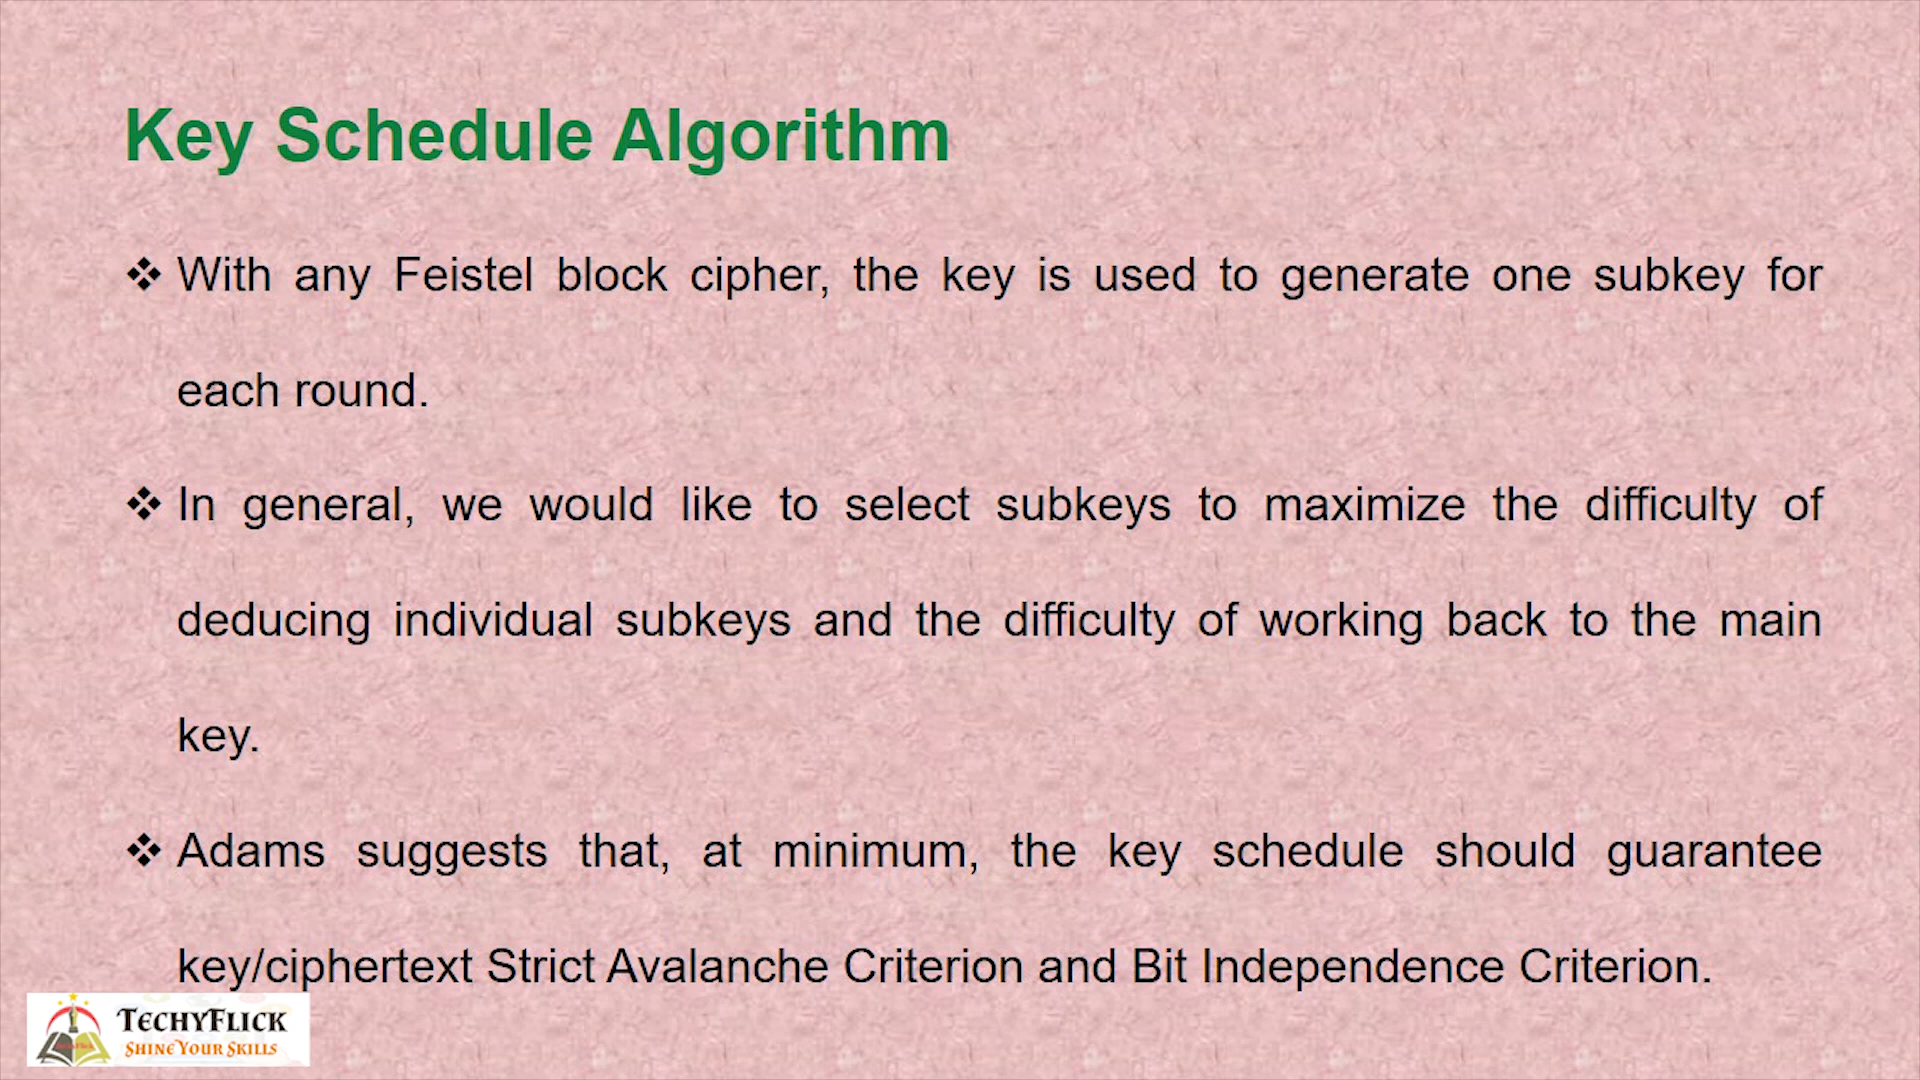 Key Schedule Algorithm
❖ With any Feistel block cipher, the key is used to generate one subkey for
each round.
❖ In general, we would like to select subkeys to maximize the difficulty of
deducing individual subkeys and the difficulty of working back to the main
key.
❖ Adams suggests that, at minimum, the key schedule should guarantee
key/ciphertext Strict Avalanche Criterion and Bit Independence Criterion.
TECHYFLICK
SHINE YOUR SKILLS